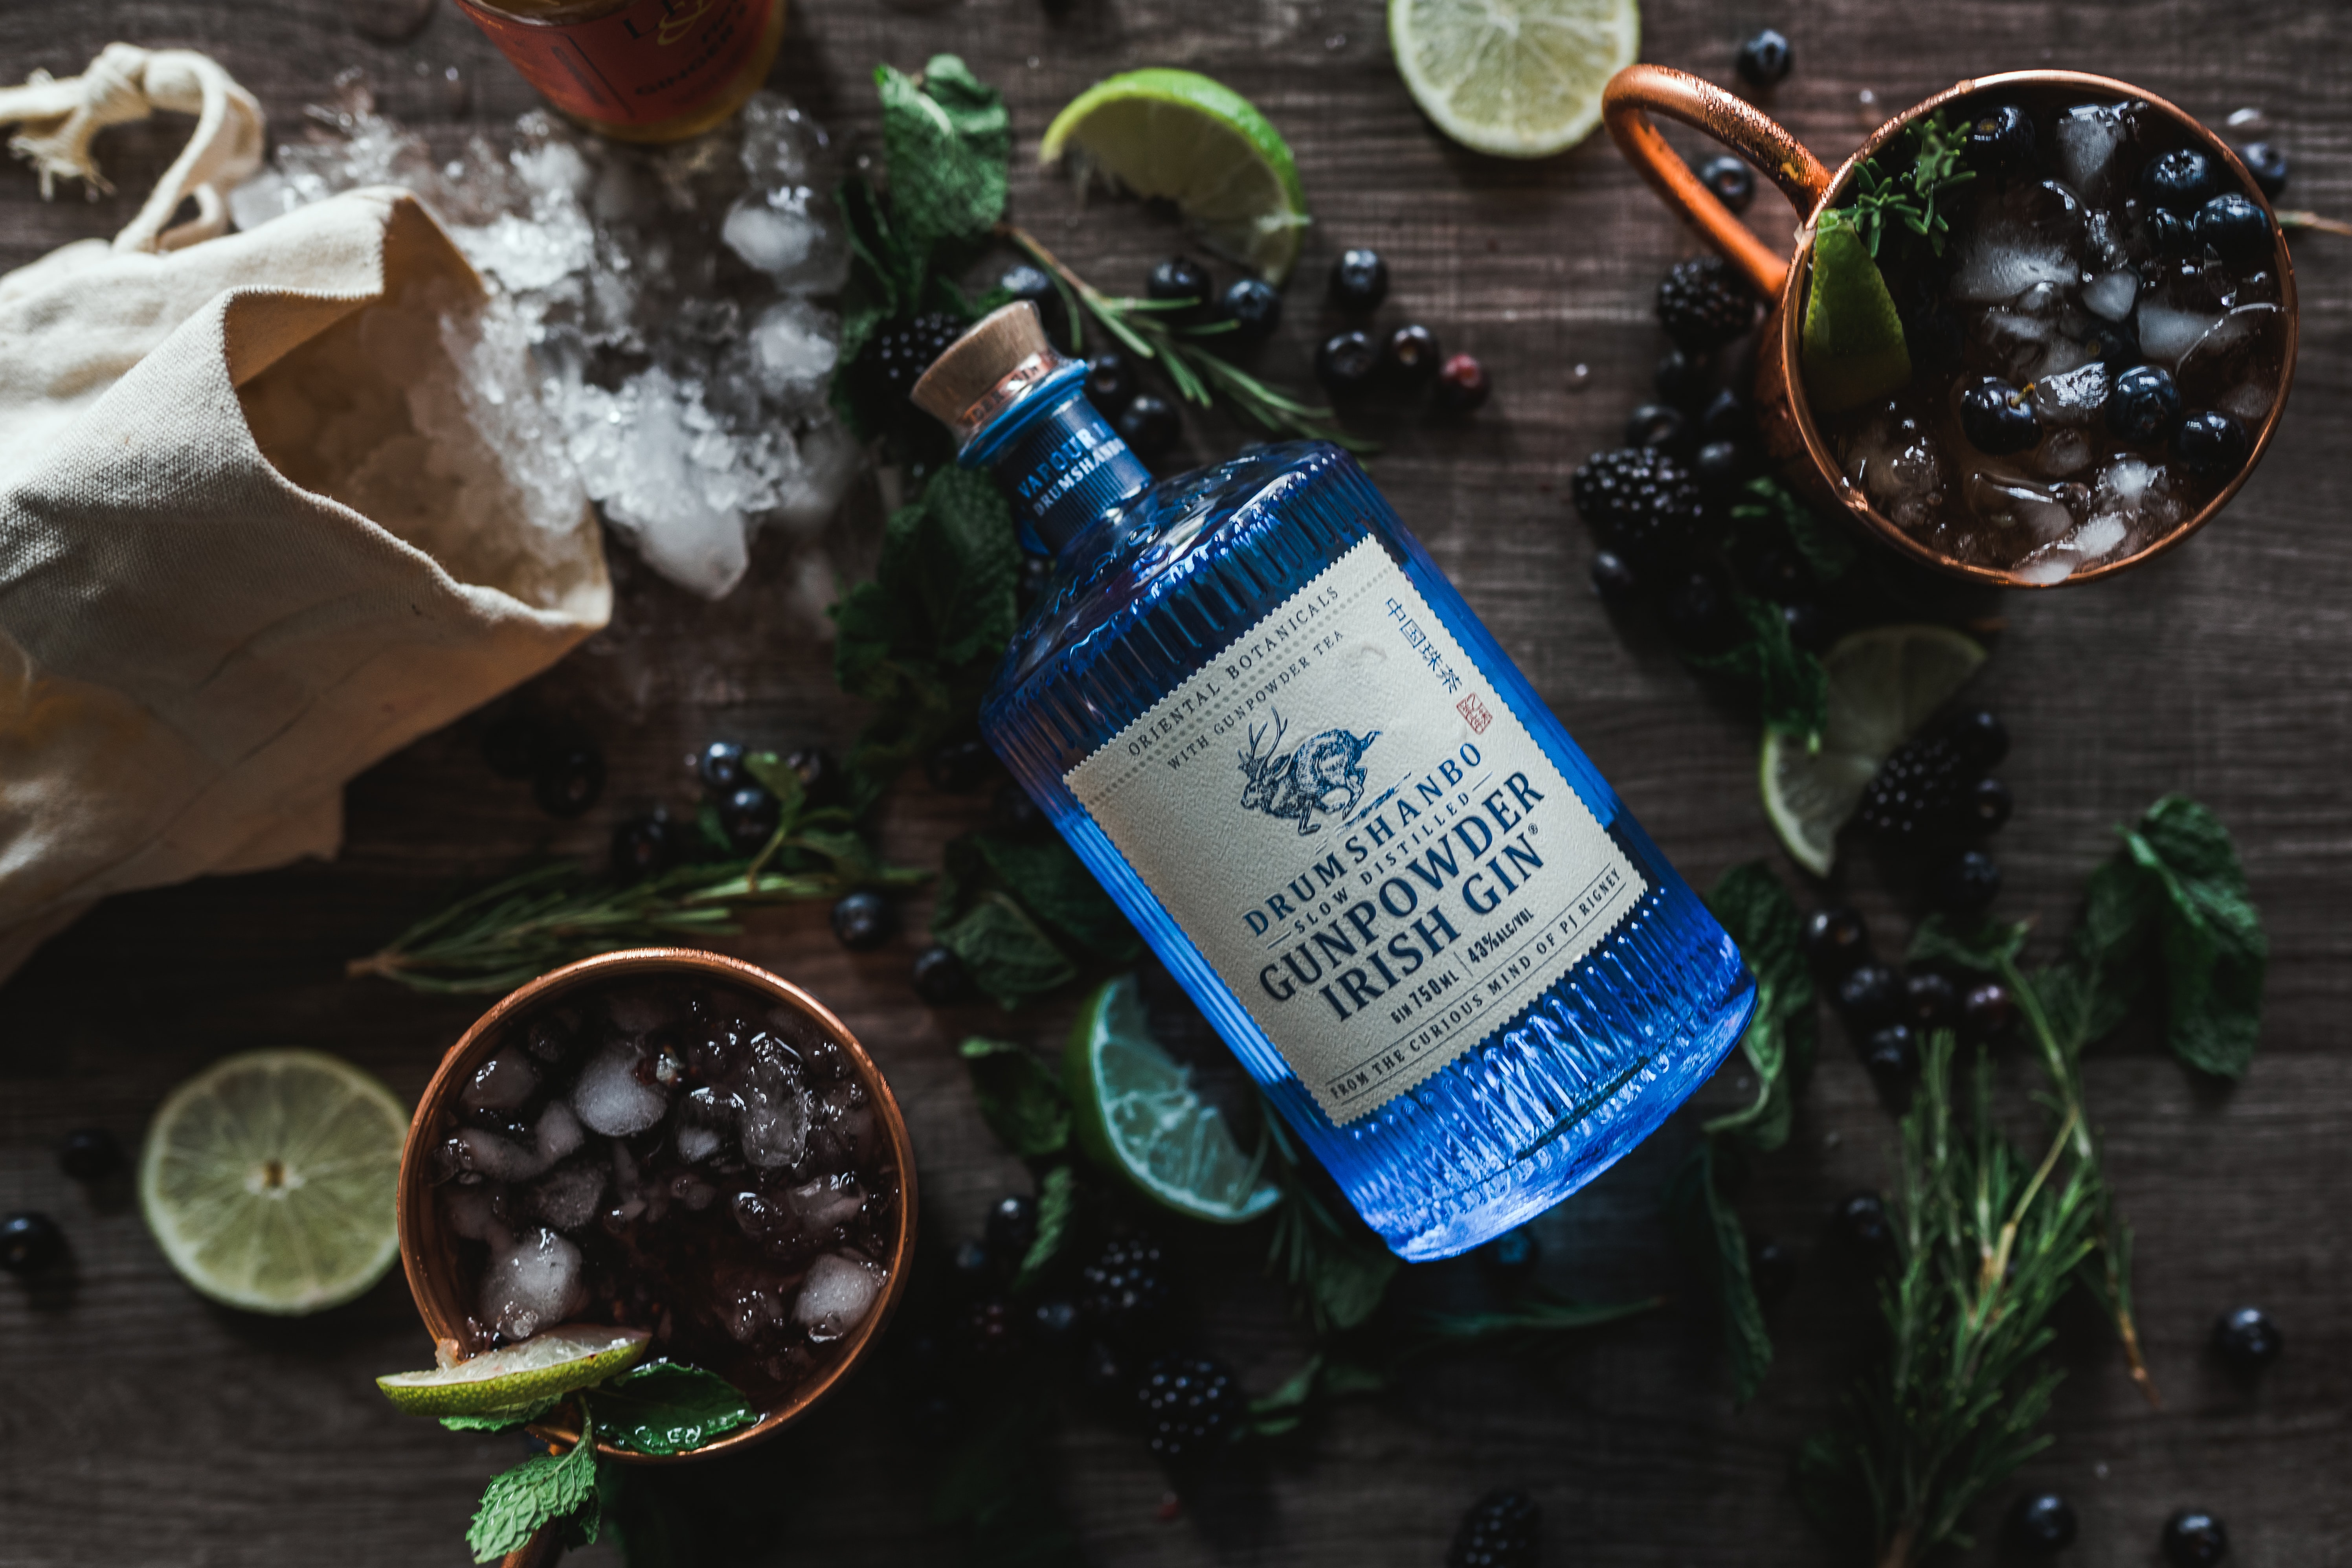 VAPOUR
DRUMSHANBO
ORIENTAL BOTANICALS
WITH GUNPOWDER TEA
中国珠茶
DRUMSHANBO
SLOW DISTILLED
GUNPOWDER
IRISH GIN®
GIN 750ML | 43%ALC/VOL
FROM THE CURIOUS MIND OF PJ RIGNEY